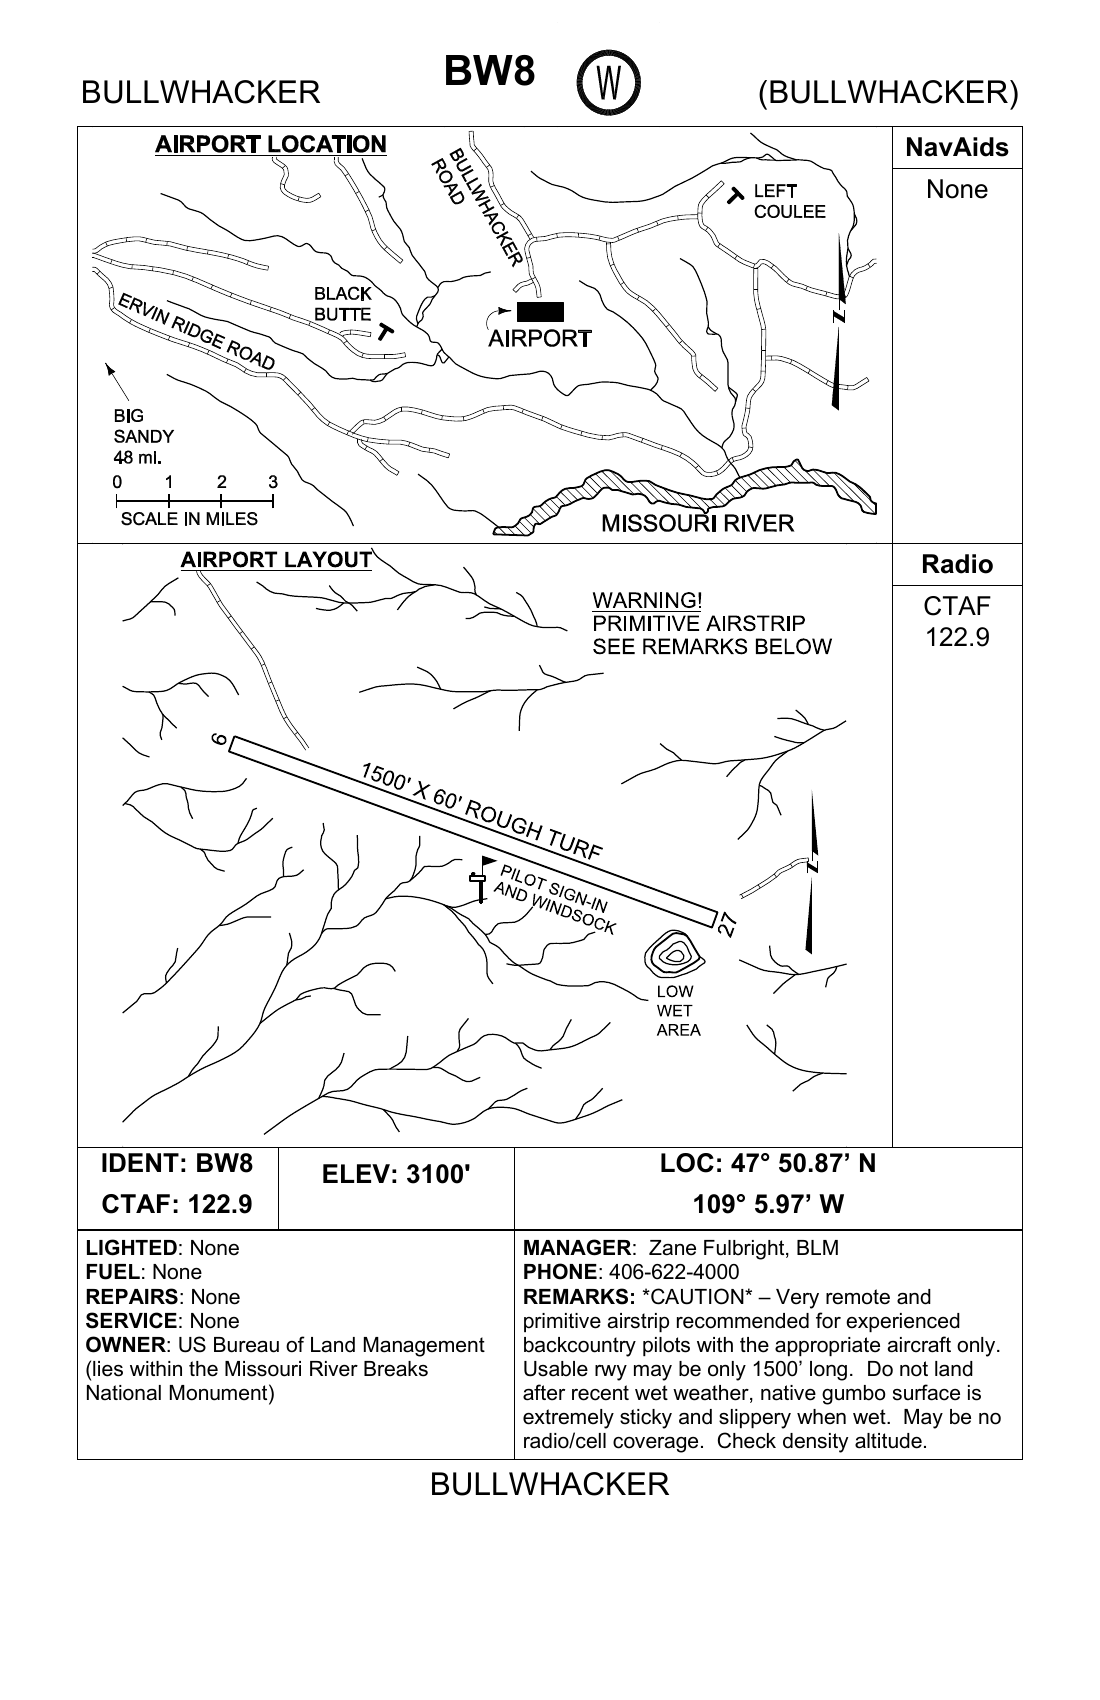 BULLWHACKER
BW8
W
(BULLWHACKER)
AIRPORT LOCATION
BULLWHACKER
ROAD
LEFT
COULEE
BLACK
BUTTE
ERVIN RIDGE ROAD
AIRPORT
N
BIG
SANDY
48 mi.
0 1 2 3
SCALE IN MILES
MISSOURI RIVER
NavAids
None
AIRPORT LAYOUT
WARNING!
PRIMITIVE AIRSTRIP
SEE REMARKS BELOW
9
1500' X 60' ROUGH TURF
PILOT SIGN-IN
AND WINDSOCK
27
N
LOW
WET
AREA
Radio
CTAF
122.9
IDENT: BW8
CTAF: 122.9
ELEV: 3100'
LOC: 47° 50.87’ N
109° 5.97’ W
LIGHTED: None
FUEL: None
REPAIRS: None
SERVICE: None
OWNER: US Bureau of Land Management
(lies within the Missouri River Breaks
National Monument)
MANAGER: Zane Fulbright, BLM
PHONE: 406-622-4000
REMARKS: *CAUTION* – Very remote and
primitive airstrip recommended for experienced
backcountry pilots with the appropriate aircraft only.
Usable rwy may be only 1500’ long. Do not land
after recent wet weather, native gumbo surface is
extremely sticky and slippery when wet. May be no
radio/cell coverage. Check density altitude.
BULLWHACKER